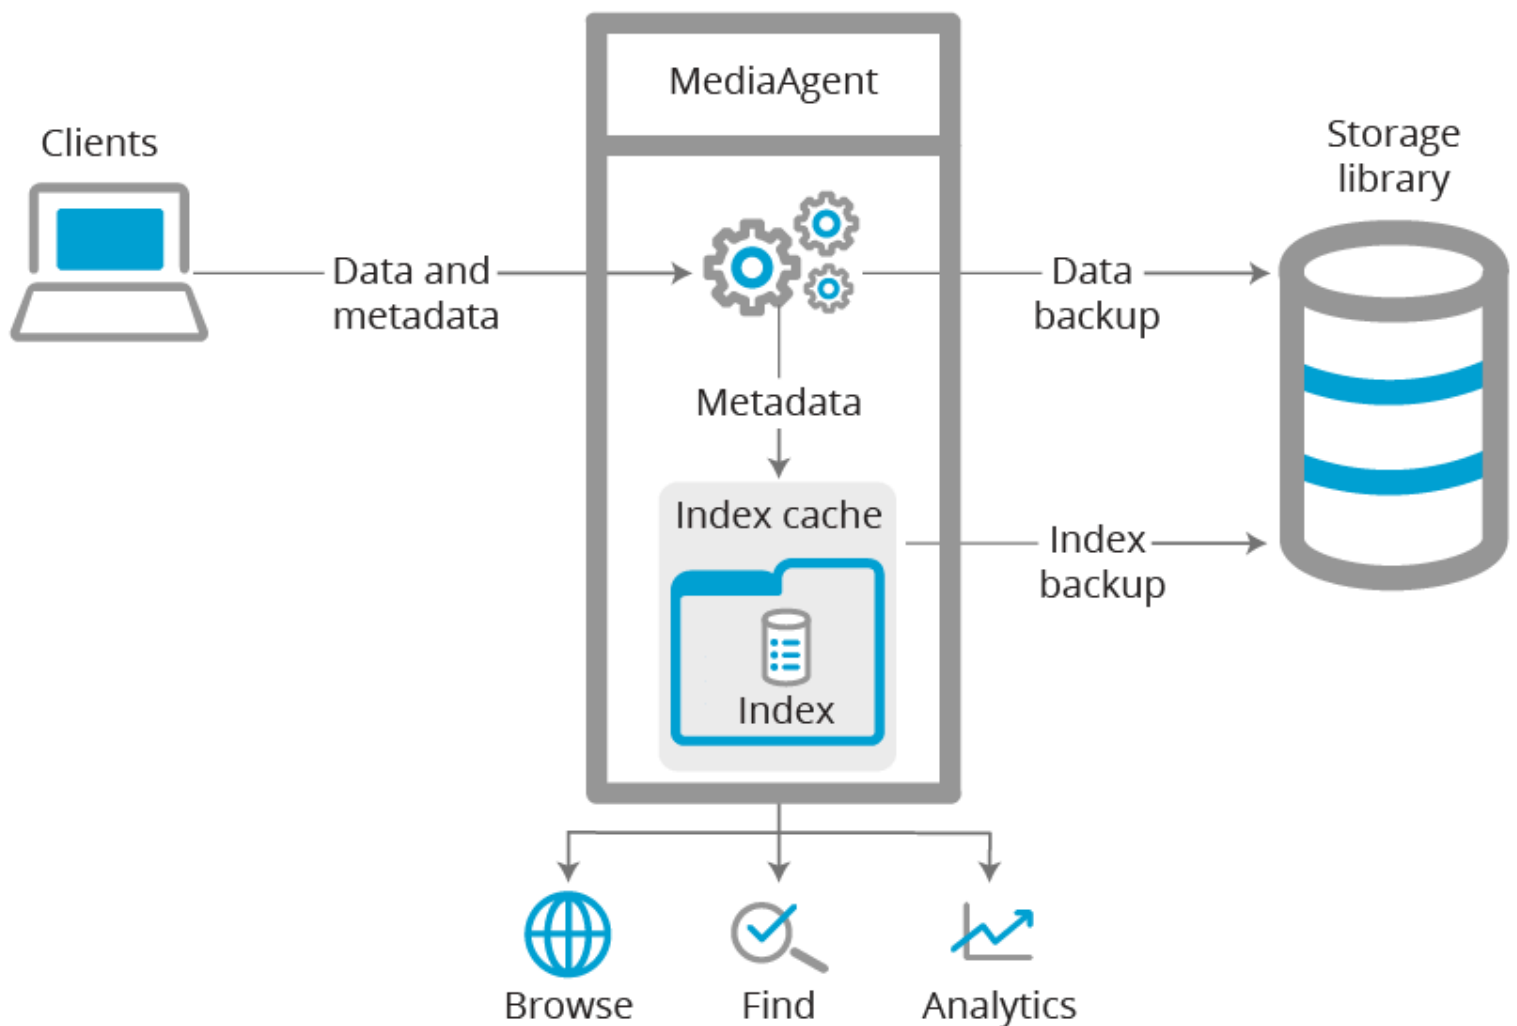 MediaAgent
Clients
Storage
library
Data and
metadata
Data
backup
Metadata
Index cache
Index
backup
Index
Browse
Find
Analytics